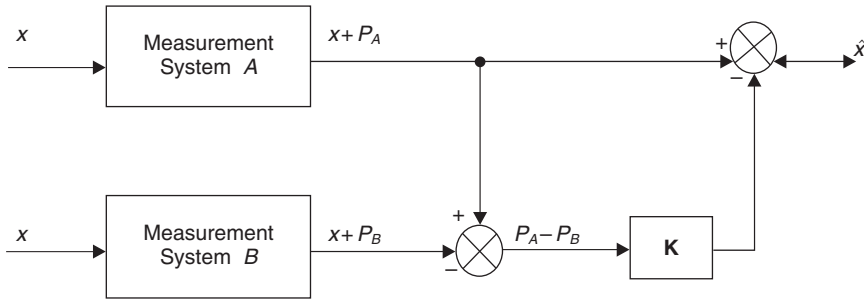 x
Measurement
System A
x + P_A
+
−
x̂
x
Measurement
System B
x + P_B
+
−
P_A − P_B
K